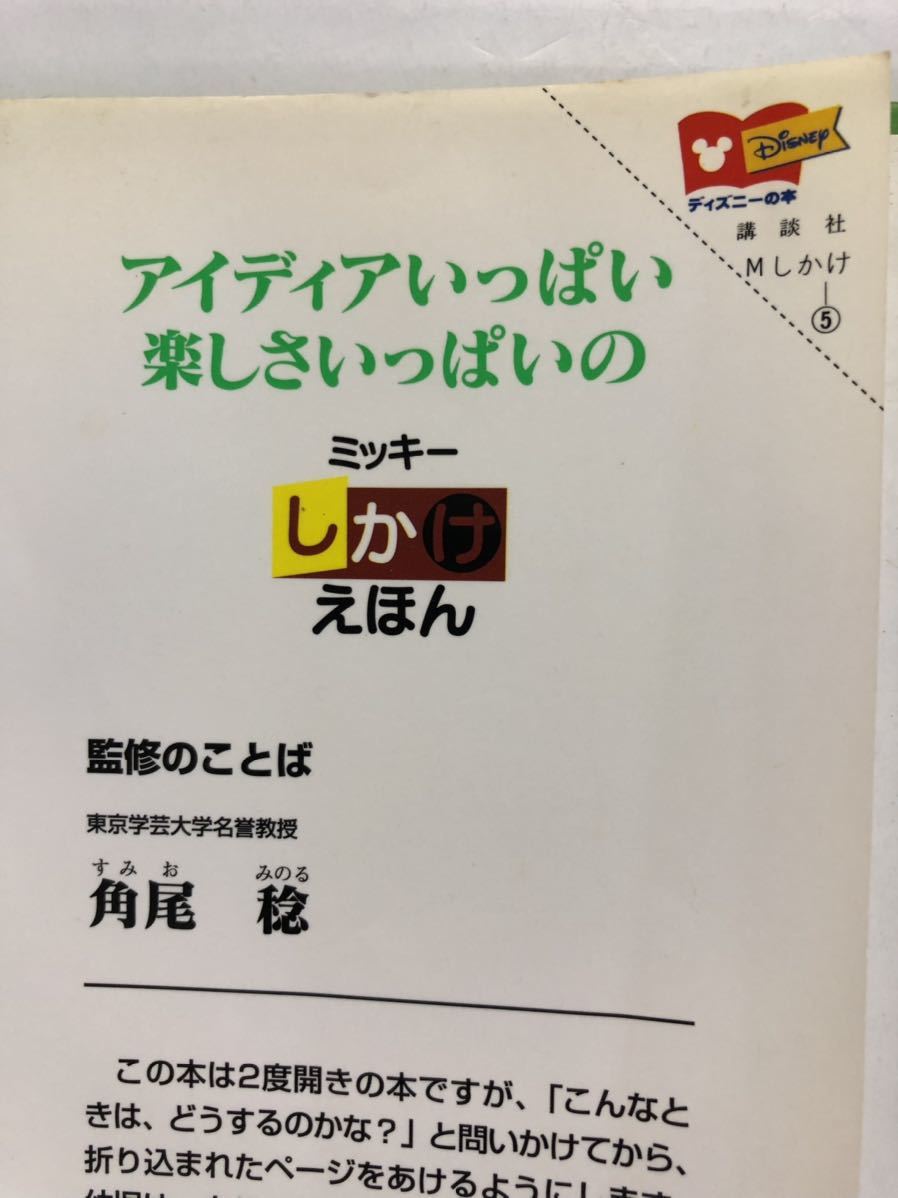 DISNEY
ディズニーの本
講談社
Mしかけ
-⑤
アイディアいっぱい
楽しさいっぱいの
ミッキー
しかけ
えほん
監修のことば
東京学芸大学名誉教授
すみお みのる
角尾 稔
この本は2度開きの本ですが、「こんなと
きは、どうするのかな?」と問いかけてから、
折り込まれたページをあけるようにします